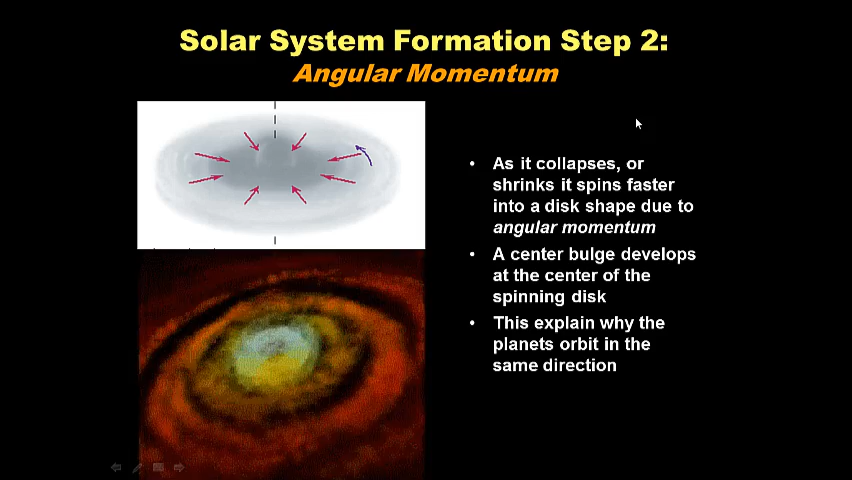 Solar System Formation Step 2:
Angular Momentum
• As it collapses, or
shrinks it spins faster
into a disk shape due to
angular momentum
• A center bulge develops
at the center of the
spinning disk
• This explain why the
planets orbit in the
same direction